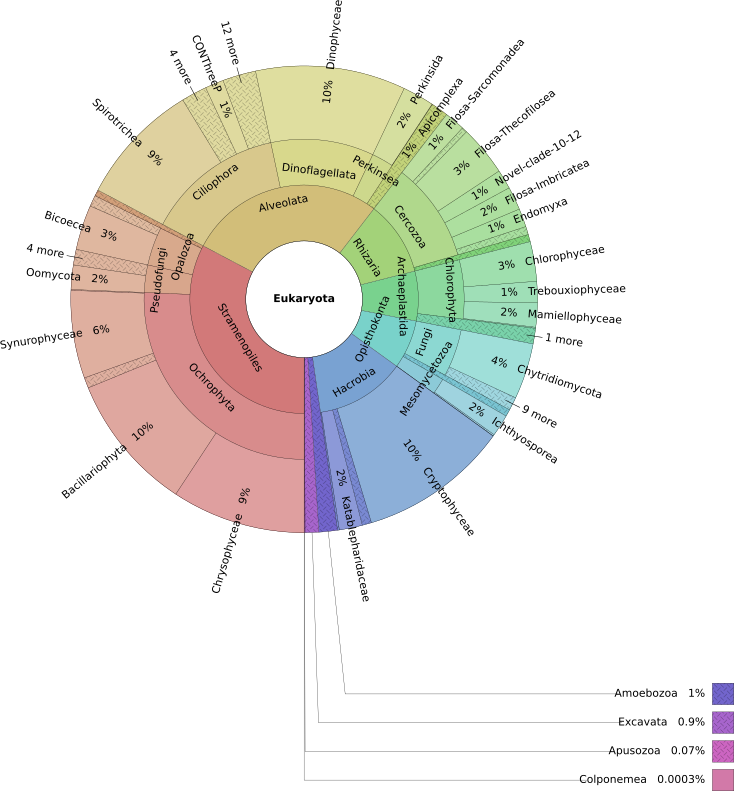 Eukaryota
Alveolata
Ciliophora
Spirotrichea
9%
4 more
CONThreeP
1%
12 more
Dinoflagellata
Dinophyceae
10%
Perkinsea
Perkinsida
2%
Apicomplexa
1%
Rhizaria
Cercozoa
Filosa-Sarcomonadea
1%
Filosa-Thecofilosea
3%
Novel-clade-10-12
1%
Filosa-Imbricatea
2%
Endomyxa
1%
Archaeplastida
Chlorophyta
Chlorophyceae
3%
Trebouxiophyceae
1%
Mamiellophyceae
2%
1 more
Opisthokonta
Fungi
Chytridiomycota
4%
9 more
Mesomycetozoa
Ichthyosporea
2%
Hacrobia
Cryptophyceae
10%
Katablepharidaceae
2%
Stramenopiles
Ochrophyta
Chrysophyceae
9%
Bacillariophyta
10%
Synurophyceae
6%
Pseudofungi
Oomycota
2%
4 more
Opalozoa
Bicoecea
3%
Amoebozoa 1%
Excavata 0.9%
Apusozoa 0.07%
Colponemea 0.0003%